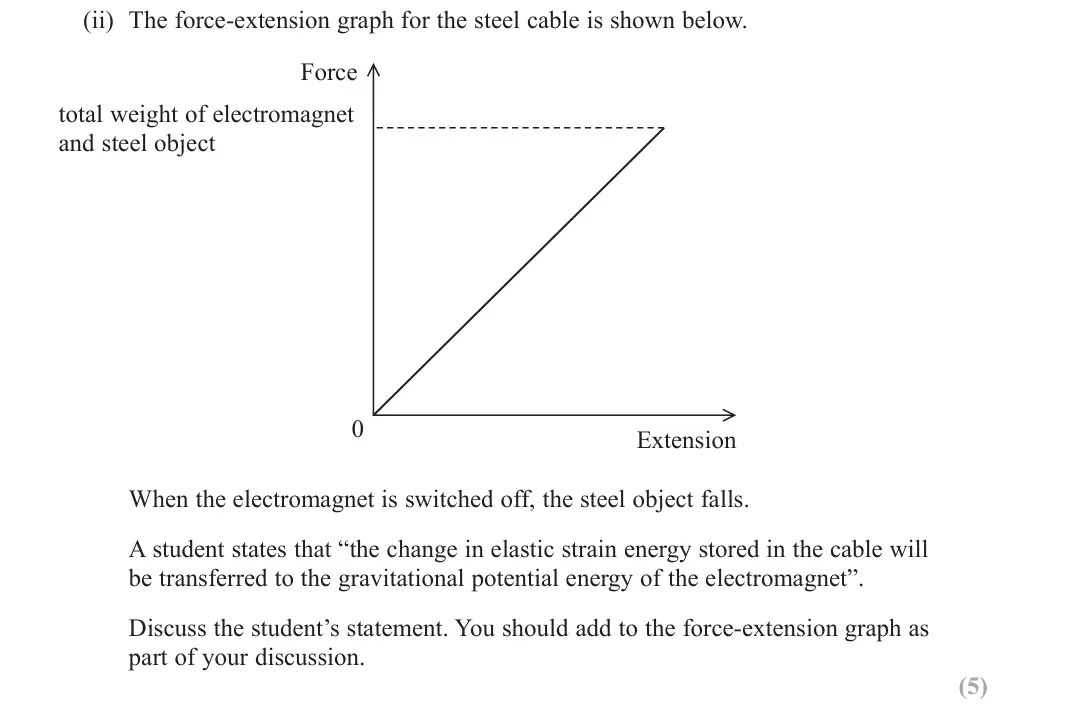 (ii) The force-extension graph for the steel cable is shown below.
Force
total weight of electromagnet
and steel object
0
Extension
When the electromagnet is switched off, the steel object falls.
A student states that “the change in elastic strain energy stored in the cable will
be transferred to the gravitational potential energy of the electromagnet”.
Discuss the student’s statement. You should add to the force-extension graph as
part of your discussion.
(5)